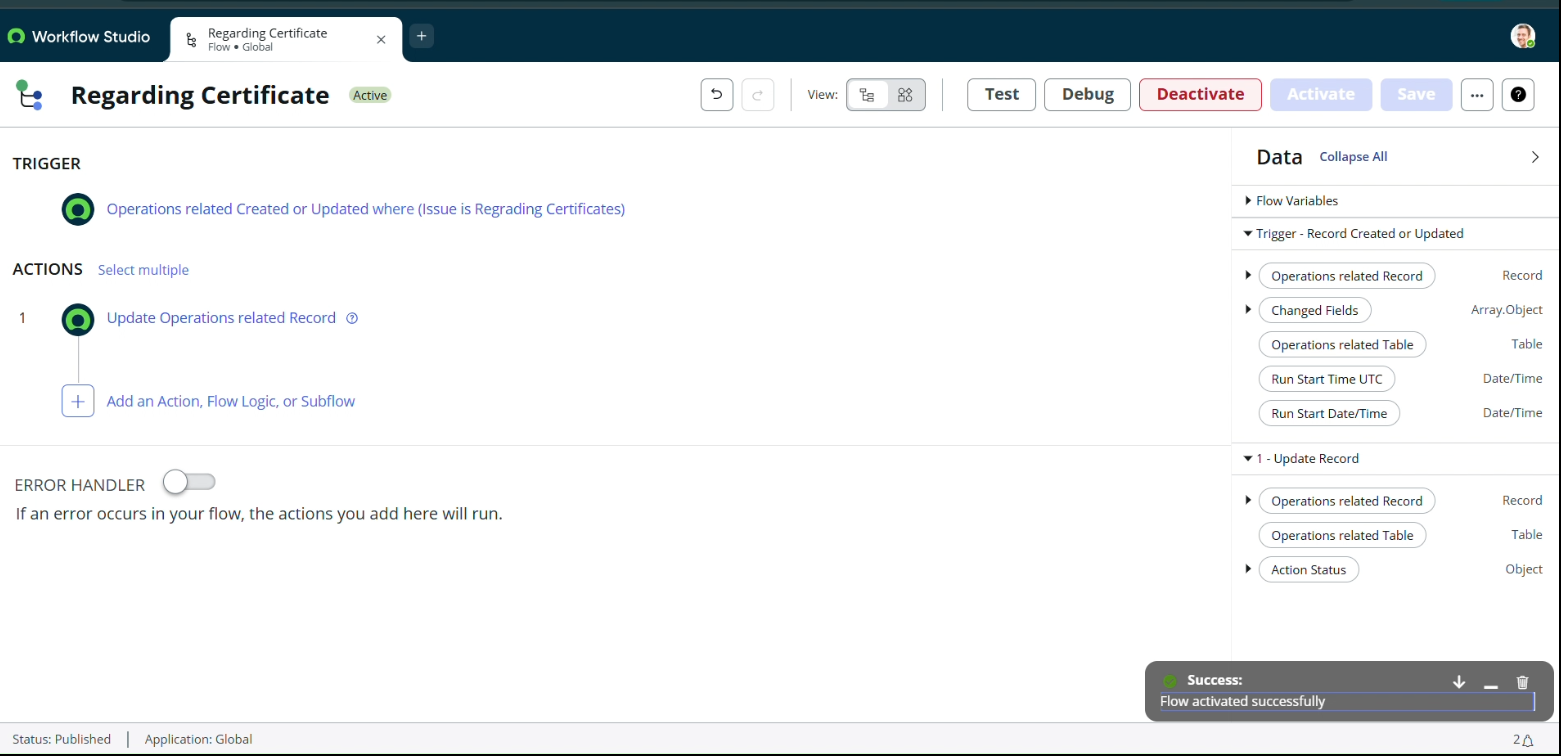 Workflow Studio
Regarding Certificate
Flow • Global
Regarding Certificate Active
View:
Test Debug Deactivate Activate Save ... ?
TRIGGER
Operations related Created or Updated where (Issue is Regrading Certificates)
ACTIONS Select multiple
1 Update Operations related Record ?
Add an Action, Flow Logic, or Subflow
ERROR HANDLER
If an error occurs in your flow, the actions you add here will run.
Data Collapse All
Flow Variables
Trigger - Record Created or Updated
Operations related Record Record
Changed Fields Array.Object
Operations related Table Table
Run Start Time UTC Date/Time
Run Start Date/Time Date/Time
1 - Update Record
Operations related Record Record
Operations related Table Table
Action Status Object
Success:
Flow activated successfully
Status: Published | Application: Global 2